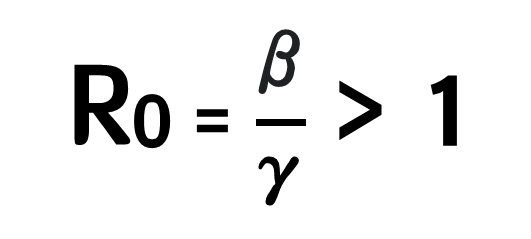 R₀ = β/γ > 1